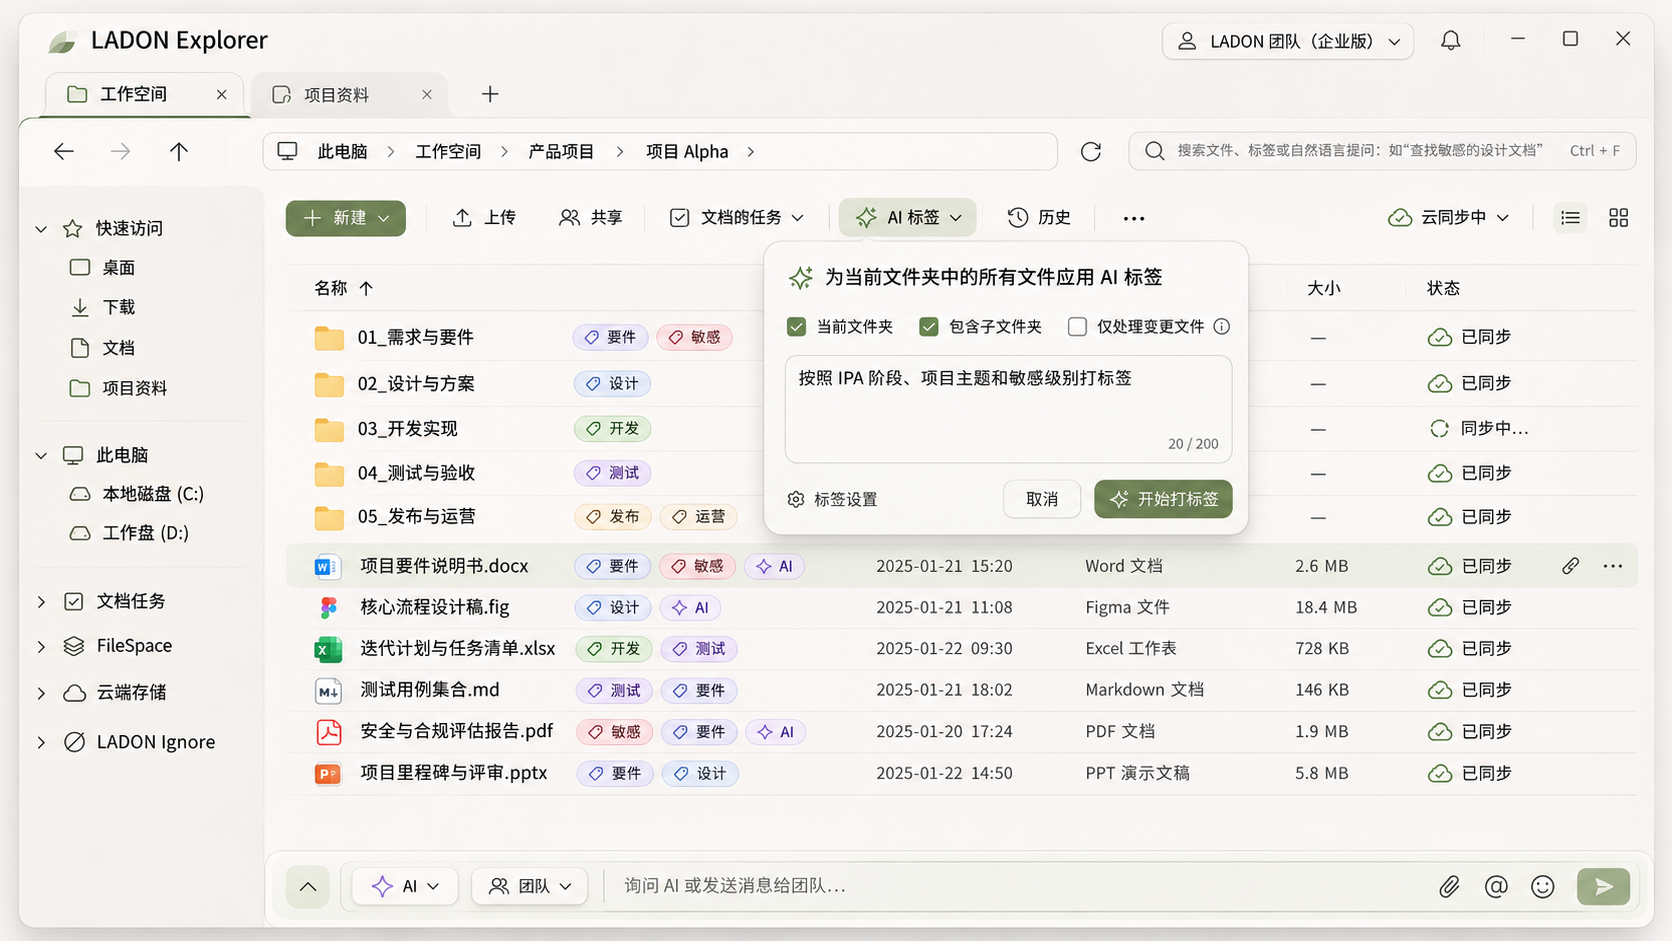 LADON Explorer
LADON 团队（企业版）
工作空间
项目资料
此电脑 > 工作空间 > 产品项目 > 项目 Alpha >
搜索文件、标签或自然语言提问：如“查找敏感的设计文档” Ctrl + F
新建
上传
共享
文档的任务
AI 标签
历史
云同步中
快速访问
桌面
下载
文档
项目资料
此电脑
本地磁盘 (C:)
工作盘 (D:)
文档任务
FileSpace
云端存储
LADON Ignore
为当前文件夹中的所有文件应用 AI 标签
当前文件夹 包含子文件夹 仅处理变更文件
按照 IPA 阶段、项目主题和敏感级别打标签
20 / 200
标签设置 取消 开始打标签
名称 大小 状态
01_需求与要件 要件 敏感 — 已同步
02_设计与方案 设计 — 已同步
03_开发实现 开发 — 同步中...
04_测试与验收 测试 — 已同步
05_发布与运营 发布 运营 — 已同步
项目要件说明书.docx 要件 敏感 AI 2025-01-21 15:20 Word 文档 2.6 MB 已同步
核心流程设计稿.fig 设计 AI 2025-01-21 11:08 Figma 文件 18.4 MB 已同步
迭代计划与任务清单.xlsx 开发 测试 2025-01-22 09:30 Excel 工作表 728 KB 已同步
测试用例集合.md 测试 要件 2025-01-21 18:02 Markdown 文档 146 KB 已同步
安全与合规评估报告.pdf 敏感 要件 AI 2025-01-20 17:24 PDF 文档 1.9 MB 已同步
项目里程碑与评审.pptx 要件 设计 2025-01-22 14:50 PPT 演示文稿 5.8 MB 已同步
AI 团队 询问 AI 或发送消息给团队...